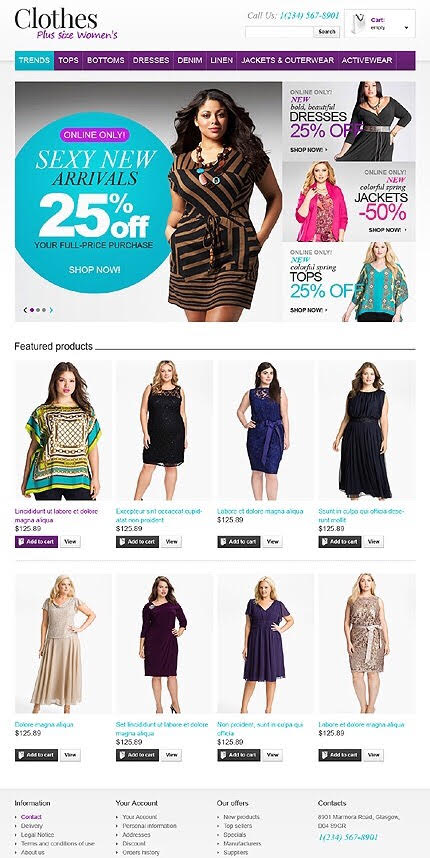 Clothes
Plus size Women's
Call Us: 1(234) 567-8901
Search
Cart:
empty
TRENDS TOPS BOTTOMS DRESSES DENIM LINEN JACKETS & OUTERWEAR ACTIVEWEAR
ONLINE ONLY!
SEXY NEW
ARRIVALS
25% off
YOUR FULL-PRICE PURCHASE
SHOP NOW!
ONLINE ONLY!
NEW
bold, beautiful
DRESSES
25% OFF
SHOP NOW!
ONLINE ONLY!
NEW
colorful spring
JACKETS
-50%
SHOP NOW!
ONLINE ONLY!
NEW
colorful spring
TOPS
25% OFF
SHOP NOW!
Featured products
Lincididunt ut labore et dolore
magna aliqua
$125.89
Add to cart View
Excepteur sint occaecat cupid-
atat non proident
$125.89
Add to cart View
Labore et dolore magna aliqua
$125.89
Add to cart View
Ssunt in culpa qui officia dese-
runt mollit
$125.89
Add to cart View
Dolore magna aliqua
$125.89
Add to cart View
Set lincididunt ut labore et dolore
magna aliqua
$125.89
Add to cart View
Non proident, sunt in culpa qui
officia
$125.89
Add to cart View
Labore et dolore magna aliqua
$125.89
Add to cart View
Information
Contact
Delivery
Legal Notice
Terms and conditions of use
About us
Your Account
Your Account
Personal information
Addresses
Discount
Orders history
Our offers
New products
Top sellers
Specials
Manufacturers
Suppliers
Contacts
8901 Marmora Road, Glasgow,
D04 89GR
1(234) 567-8901